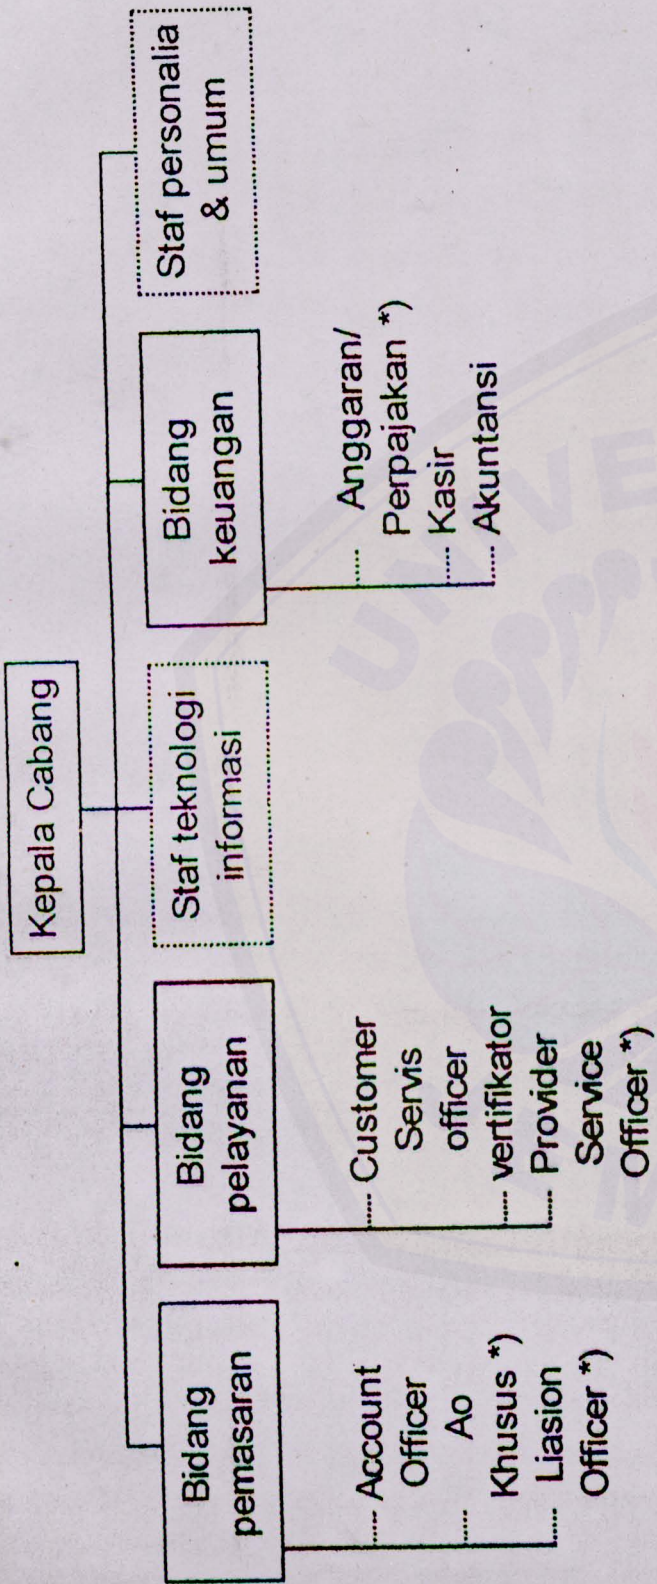 Kepala Cabang
Bidang
pemasaran
Bidang
pelayanan
Staf teknologi
informasi
Bidang
keuangan
Staf personalia
& umum
Account
Officer
Ao
Khusus *)
Liasion
Officer *)
Customer
Servis
officer
vertifikator
Provider
Service
Officer *)
Anggaran/
Perpajakan *)
Kasir
Akuntansi
UNIVE